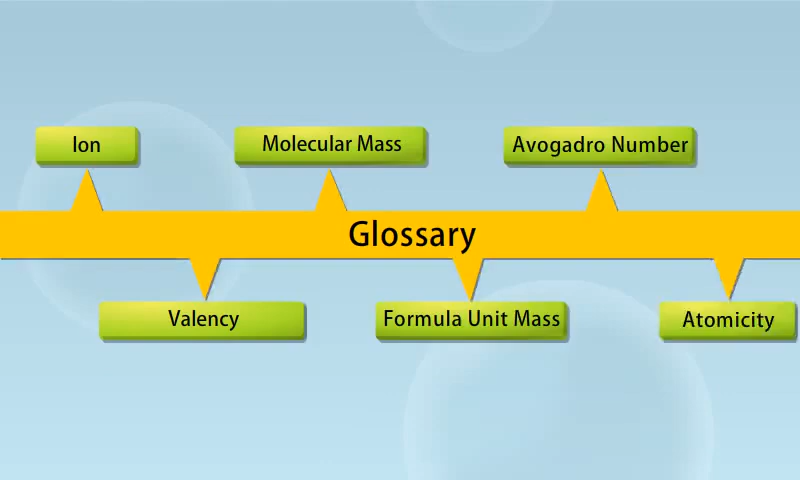 Ion
Molecular Mass
Avogadro Number
Glossary
Valency
Formula Unit Mass
Atomicity